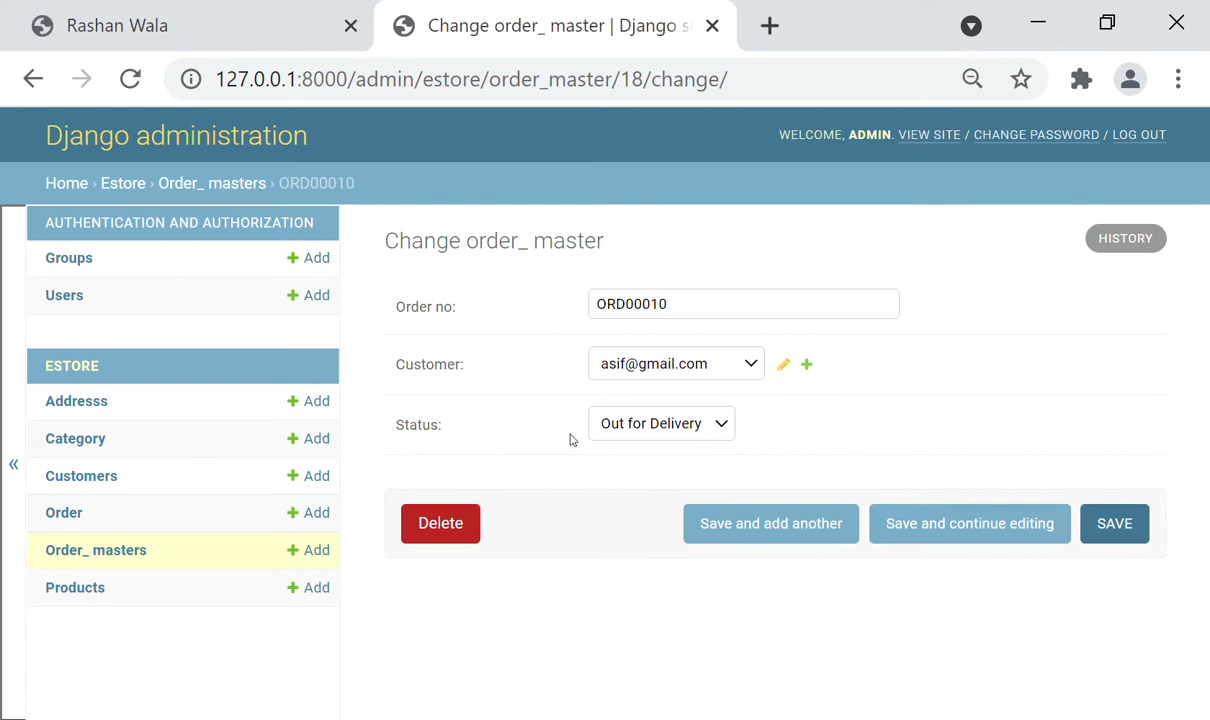 Rashan Wala
Change order_ master | Django s
127.0.0.1:8000/admin/estore/order_master/18/change/
Django administration
WELCOME, ADMIN. VIEW SITE / CHANGE PASSWORD / LOG OUT
Home › Estore › Order_ masters › ORD00010
AUTHENTICATION AND AUTHORIZATION
Groups
Add
Users
Add
ESTORE
Addresss
Add
Category
Add
Customers
Add
Order
Add
Order_ masters
Add
Products
Add
«
Change order_ master
HISTORY
Order no:
ORD00010
Customer:
asif@gmail.com
Status:
Out for Delivery
Delete
Save and add another
Save and continue editing
SAVE